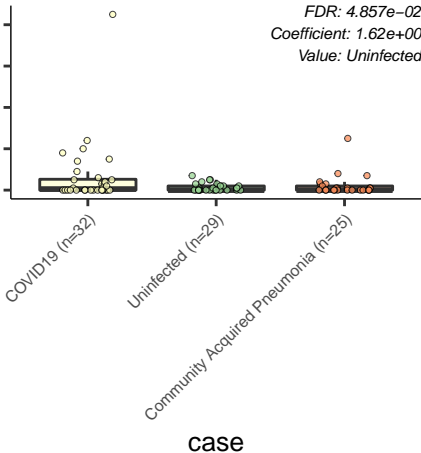 FDR: 4.857e−02
Coefficient: 1.62e+00
Value: Uninfected
COVID19 (n=32)
Uninfected (n=29)
Community Acquired Pneumonia (n=25)
case